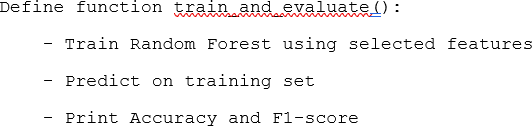 Define function train_and_evaluate():
- Train Random Forest using selected features
- Predict on training set
- Print Accuracy and F1-score